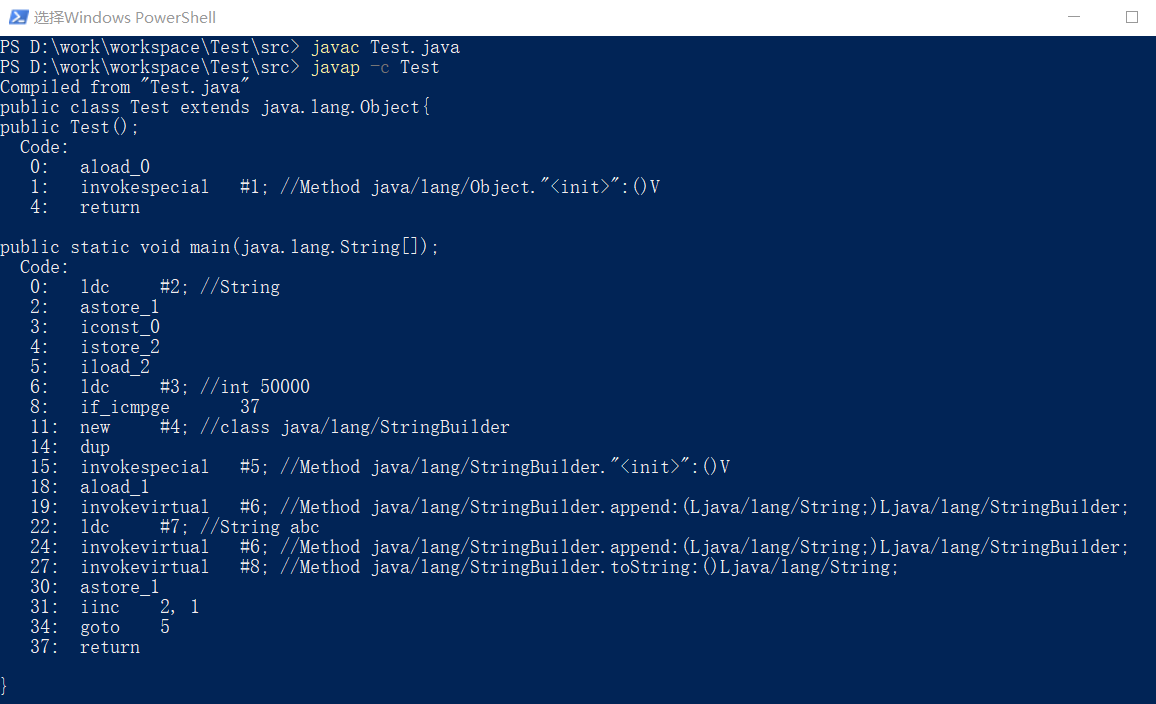 选择Windows PowerShell
PS D:\work\workspace\Test\src> javac Test.java
PS D:\work\workspace\Test\src> javap -c Test
Compiled from "Test.java"
public class Test extends java.lang.Object{
public Test();
  Code:
   0:   aload_0
   1:   invokespecial   #1; //Method java/lang/Object."<init>":()V
   4:   return

public static void main(java.lang.String[]);
  Code:
   0:   ldc     #2; //String
   2:   astore_1
   3:   iconst_0
   4:   istore_2
   5:   iload_2
   6:   ldc     #3; //int 50000
   8:   if_icmpge       37
   11:  new     #4; //class java/lang/StringBuilder
   14:  dup
   15:  invokespecial   #5; //Method java/lang/StringBuilder."<init>":()V
   18:  aload_1
   19:  invokevirtual   #6; //Method java/lang/StringBuilder.append:(Ljava/lang/String;)Ljava/lang/StringBuilder;
   22:  ldc     #7; //String abc
   24:  invokevirtual   #6; //Method java/lang/StringBuilder.append:(Ljava/lang/String;)Ljava/lang/StringBuilder;
   27:  invokevirtual   #8; //Method java/lang/StringBuilder.toString:()Ljava/lang/String;
   30:  astore_1
   31:  iinc    2, 1
   34:  goto    5
   37:  return

}